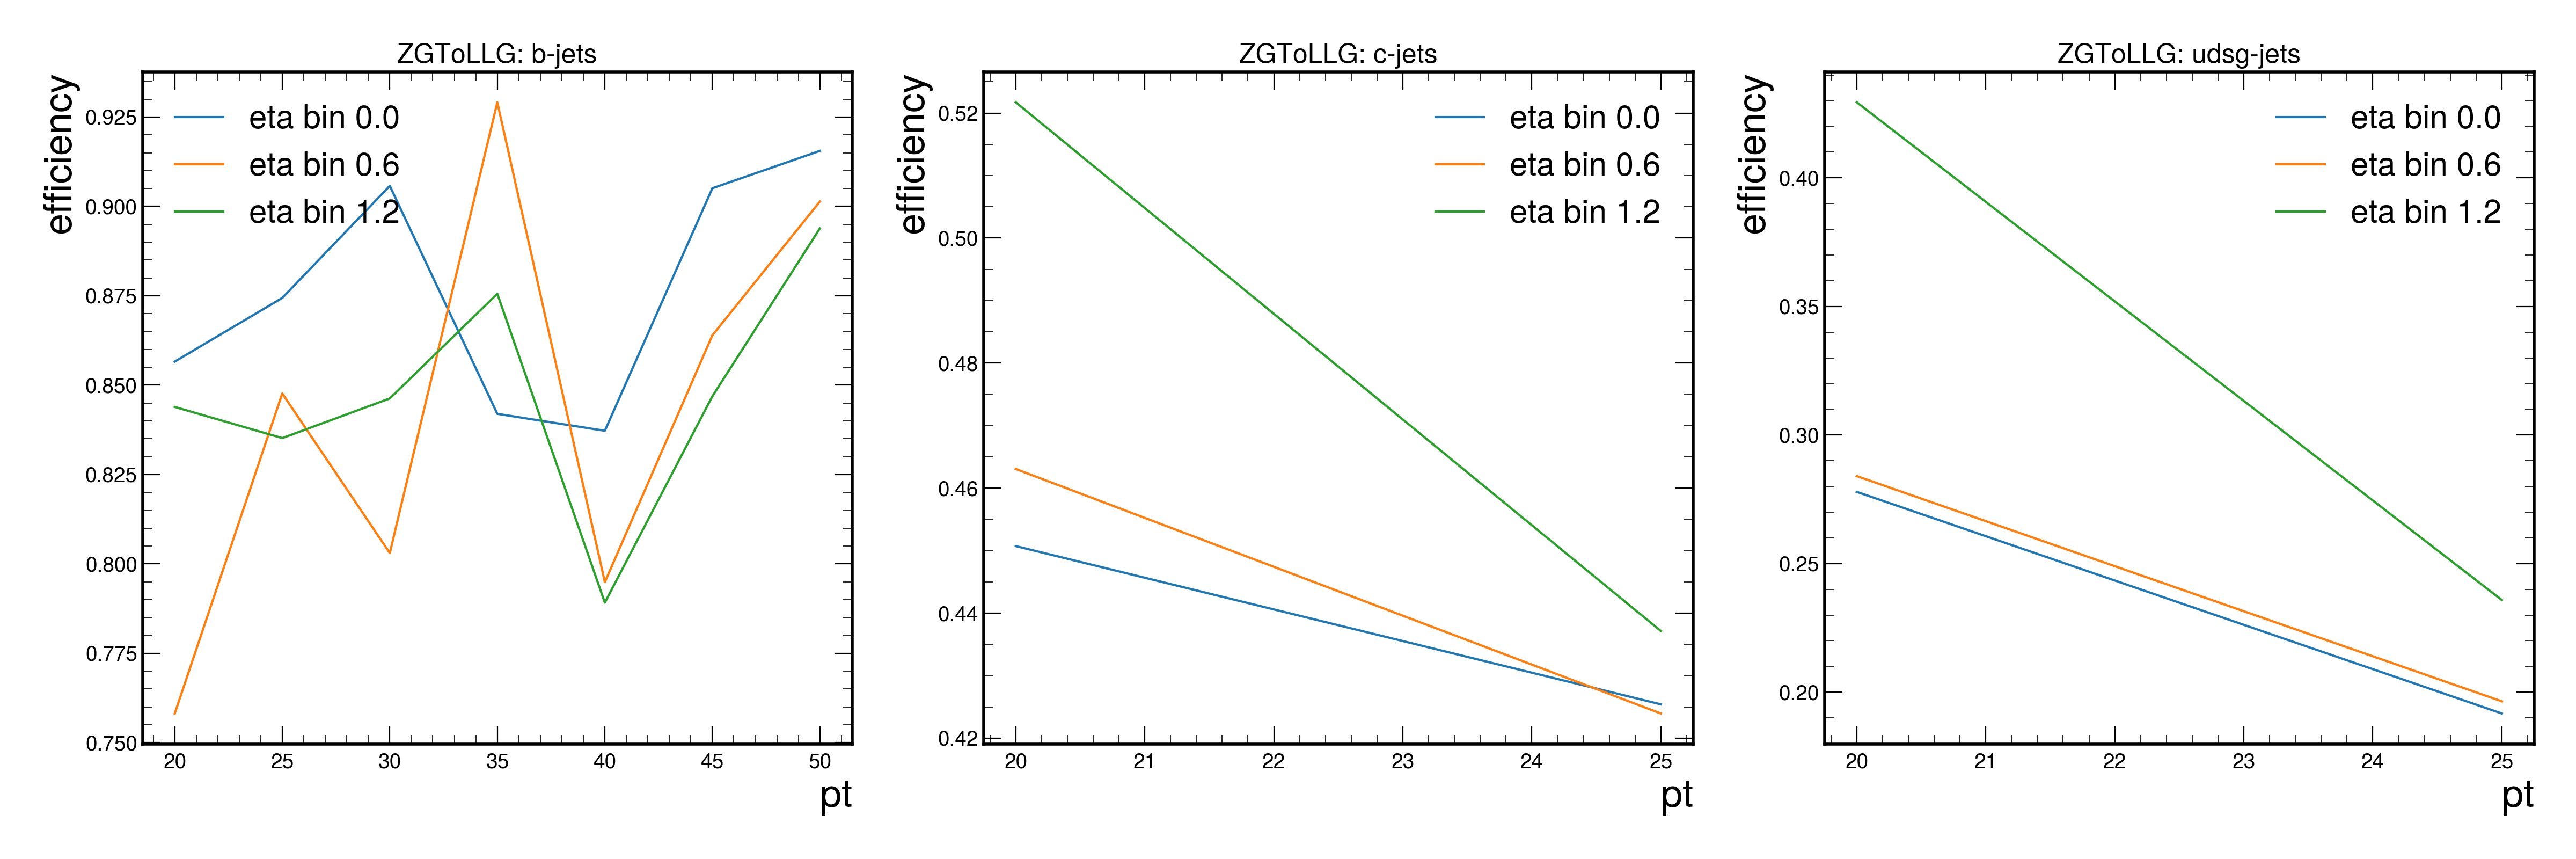 ZGToLLG: b-jets
efficiency
0.925
0.900
0.875
0.850
0.825
0.800
0.775
0.750
eta bin 0.0
eta bin 0.6
eta bin 1.2
20 25 30 35 40 45 50
pt
ZGToLLG: c-jets
efficiency
0.52
0.50
0.48
0.46
0.44
0.42
eta bin 0.0
eta bin 0.6
eta bin 1.2
20 21 22 23 24 25
pt
ZGToLLG: udsg-jets
efficiency
0.40
0.35
0.30
0.25
0.20
eta bin 0.0
eta bin 0.6
eta bin 1.2
20 21 22 23 24 25
pt